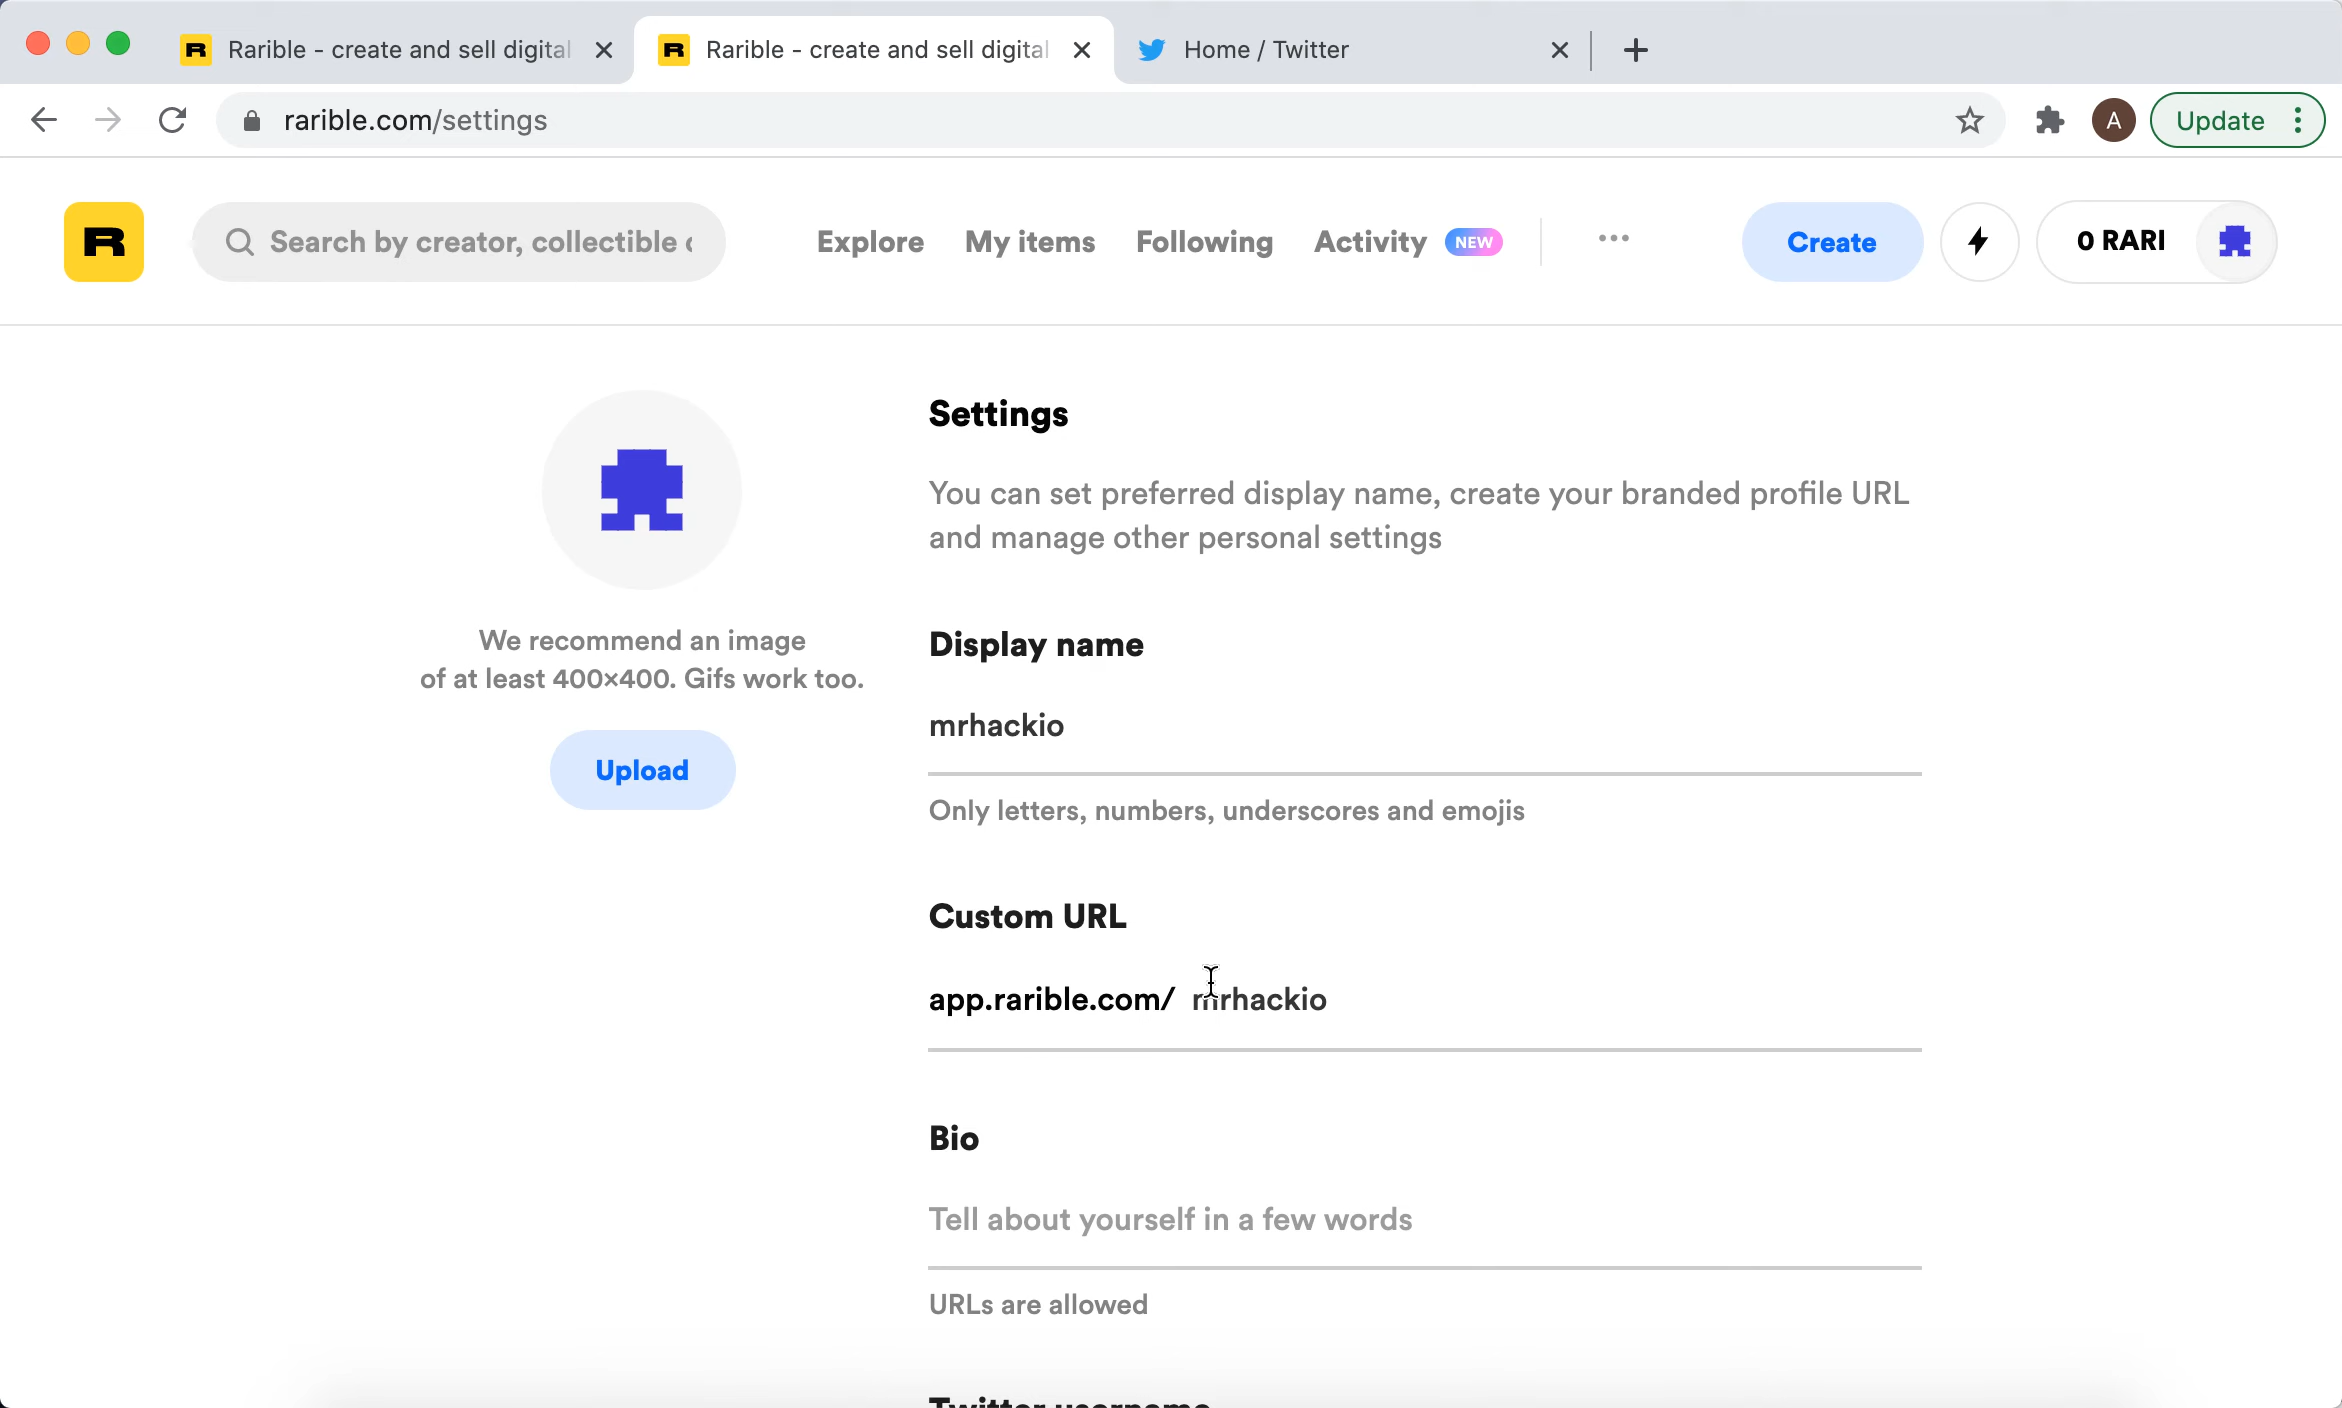 Rarible - create and sell digital
Rarible - create and sell digital
Home / Twitter
rarible.com/settings
A
Update
R
Search by creator, collectible
Explore
My items
Following
Activity
NEW
Create
0 RARI
We recommend an image
of at least 400×400. Gifs work too.
Upload
Settings
You can set preferred display name, create your branded profile URL
and manage other personal settings
Display name
mrhackio
Only letters, numbers, underscores and emojis
Custom URL
app.rarible.com/ mrhackio
Bio
Tell about yourself in a few words
URLs are allowed
Twitter username